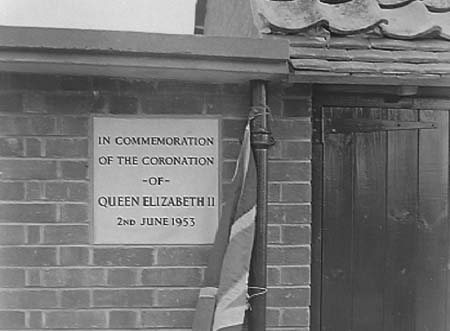 IN COMMEMORATION
OF THE CORONATION
-OF-
QUEEN ELIZABETH II
2ND JUNE 1953